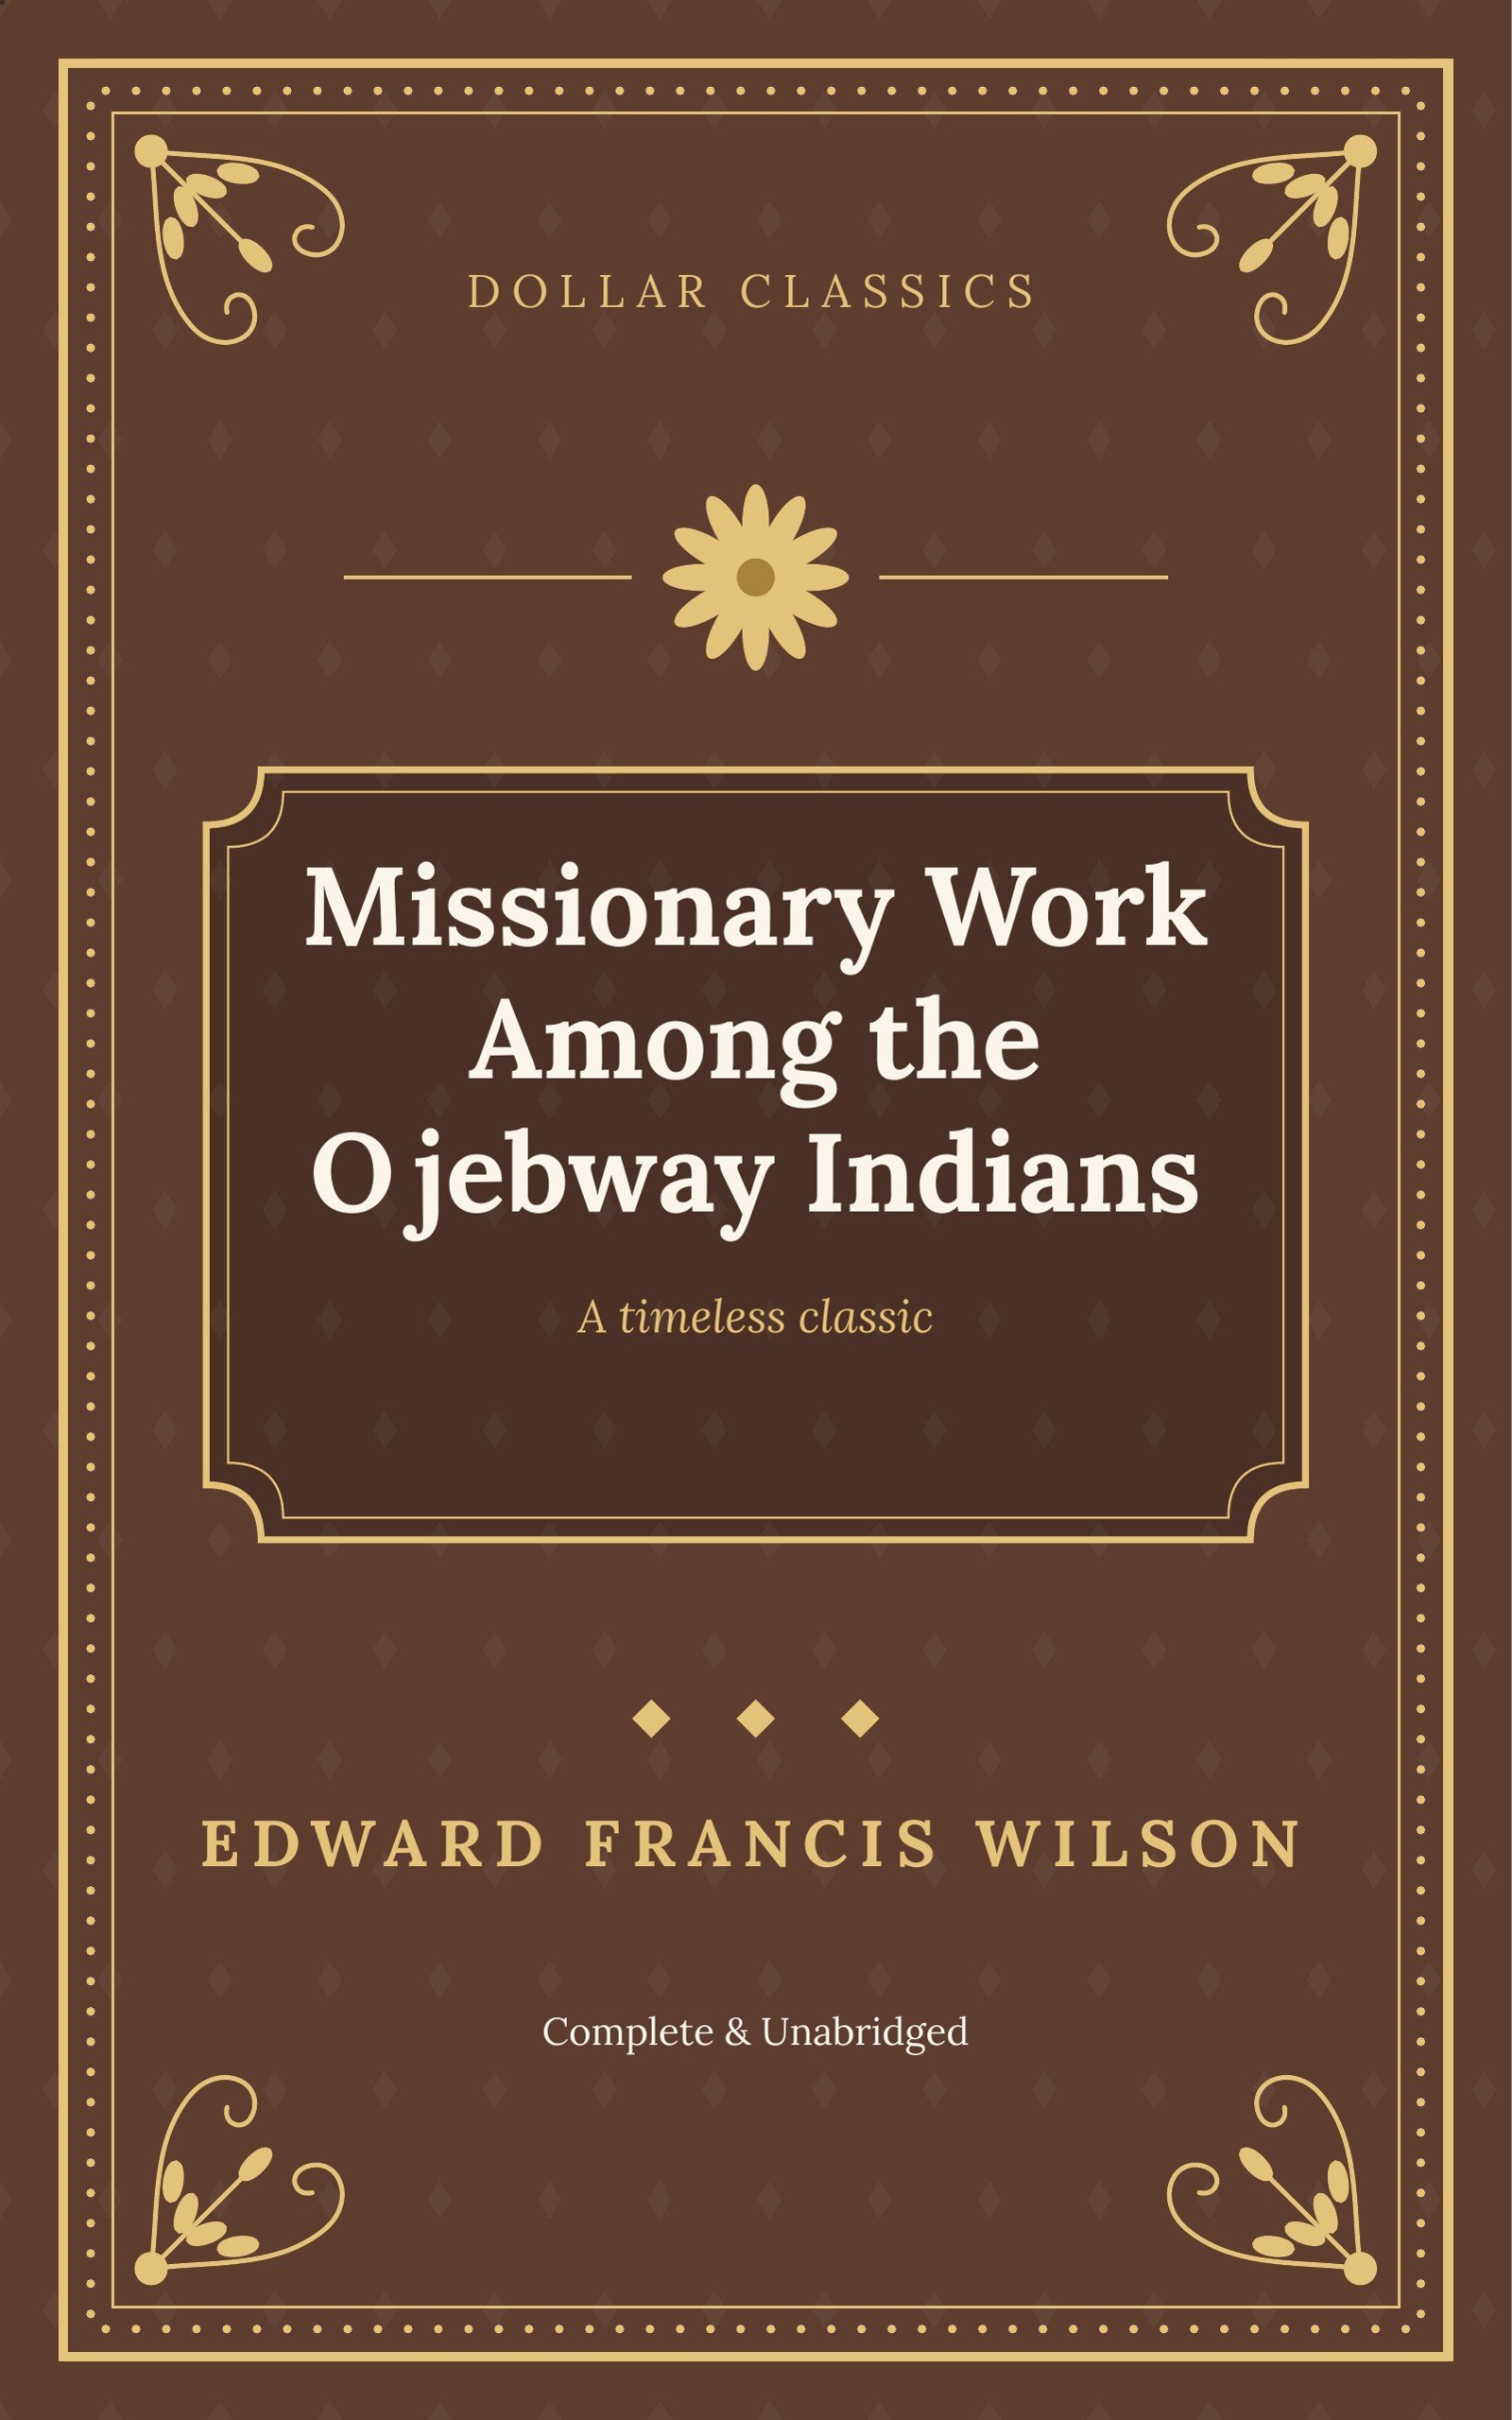 DOLLAR CLASSICS
Missionary Work
Among the
Ojebway Indians
A timeless classic
EDWARD FRANCIS WILSON
Complete & Unabridged